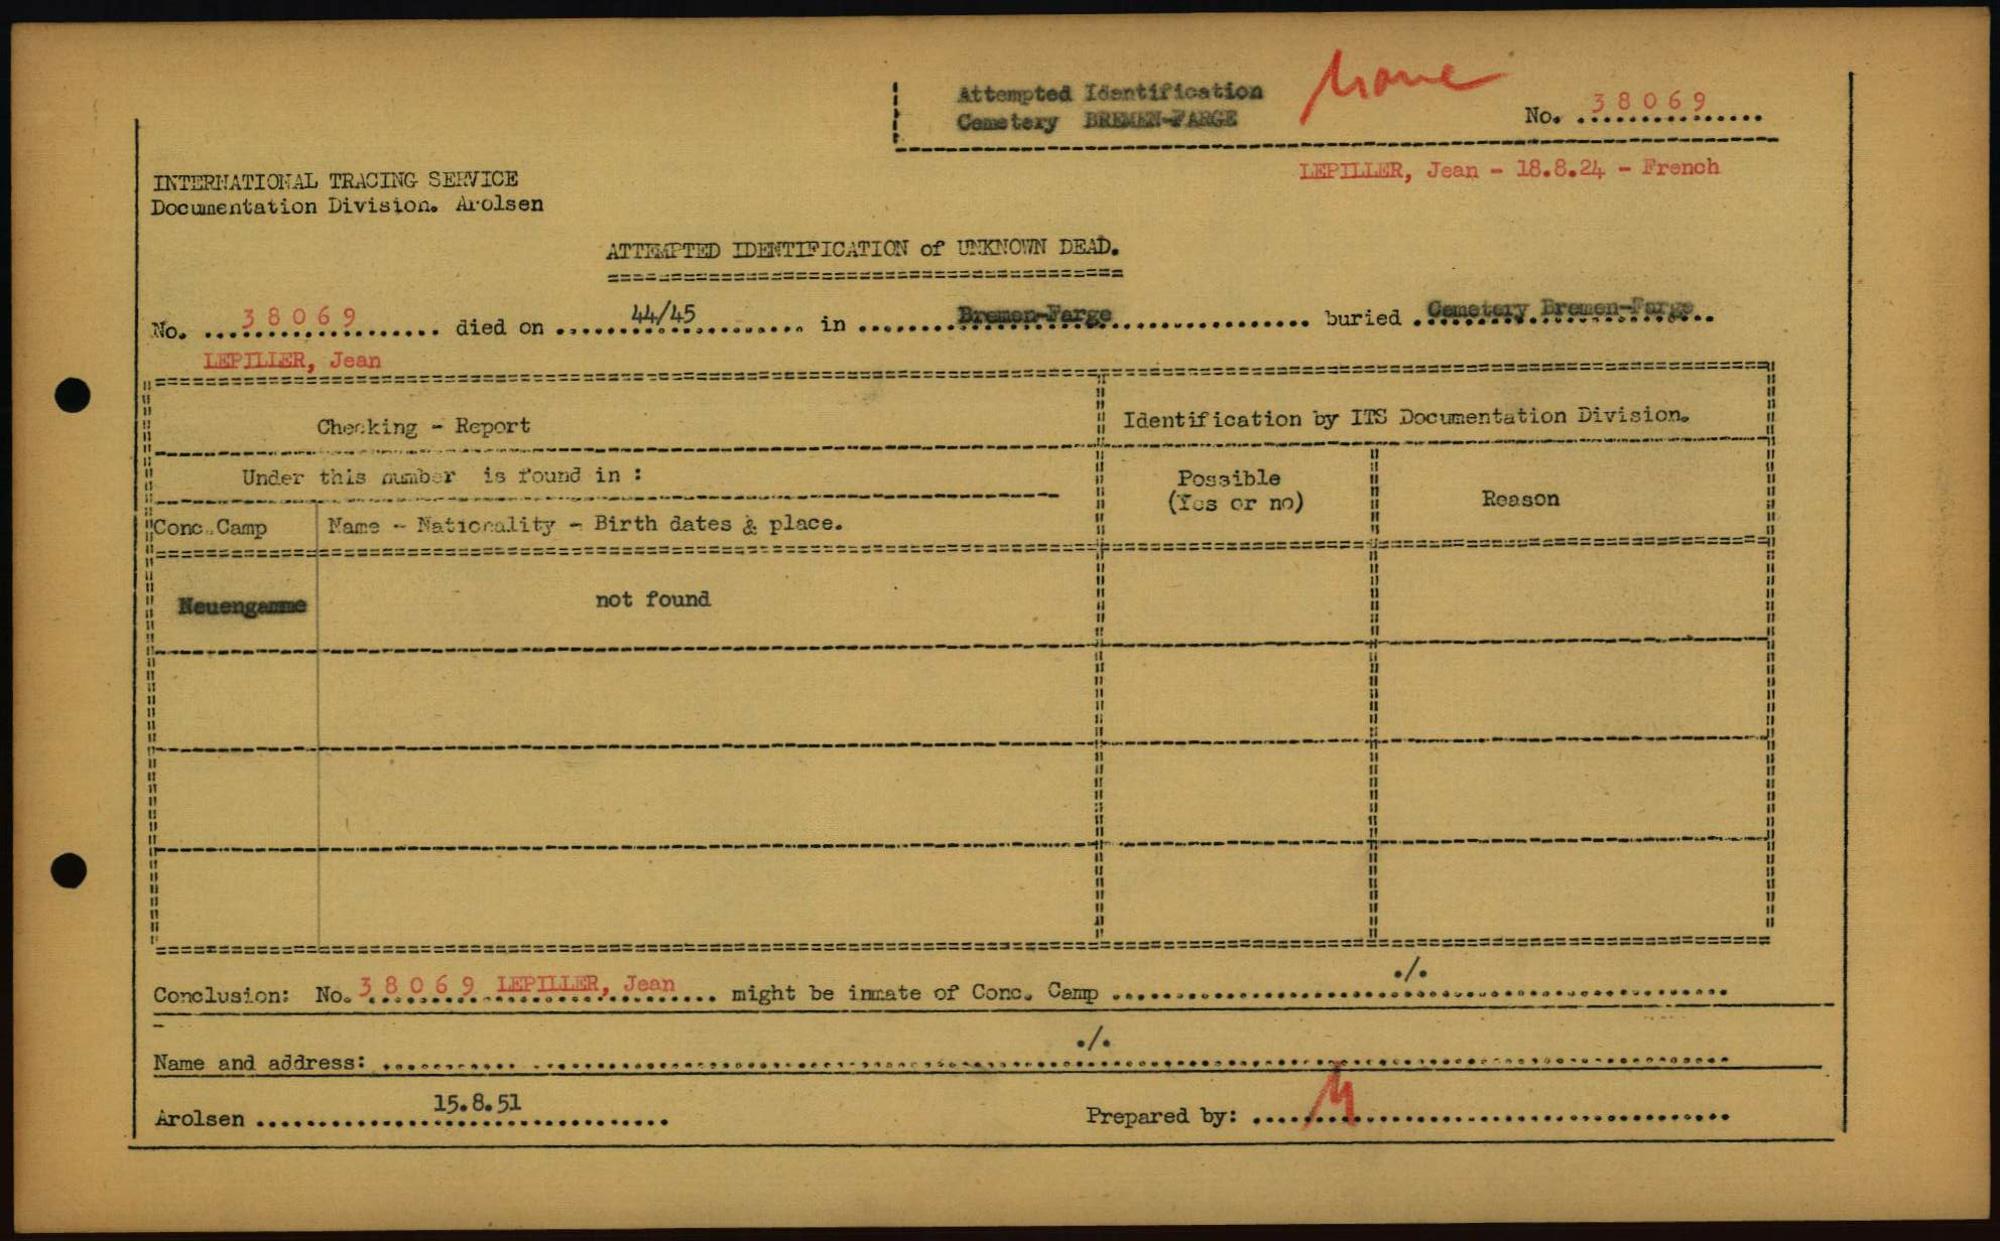 Attempted Identification
Cemetery BREMEN-FARGE
No. 38069
LEPILLER, Jean - 18.8.24 - French
INTERNATIONAL TRACING SERVICE
Documentation Division. Arolsen
ATTEMPTED IDENTIFICATION of UNKNOWN DEAD.
No. 38069 died on 44/45 in Bremen-Farge buried Cemetery Bremen-Farge
LEPILLER, Jean
Checking - Report
Identification by ITS Documentation Division.
Under this number is found in :
Possible
(Yes or no)
Reason
Conc. Camp
Name - Nationality - Birth dates & place.
Neuengamme
not found
Conclusion: No. 38069 LEPILLER, Jean might be inmate of Conc. Camp ./.
Name and address: ./.
Arolsen 15.8.51
Prepared by: